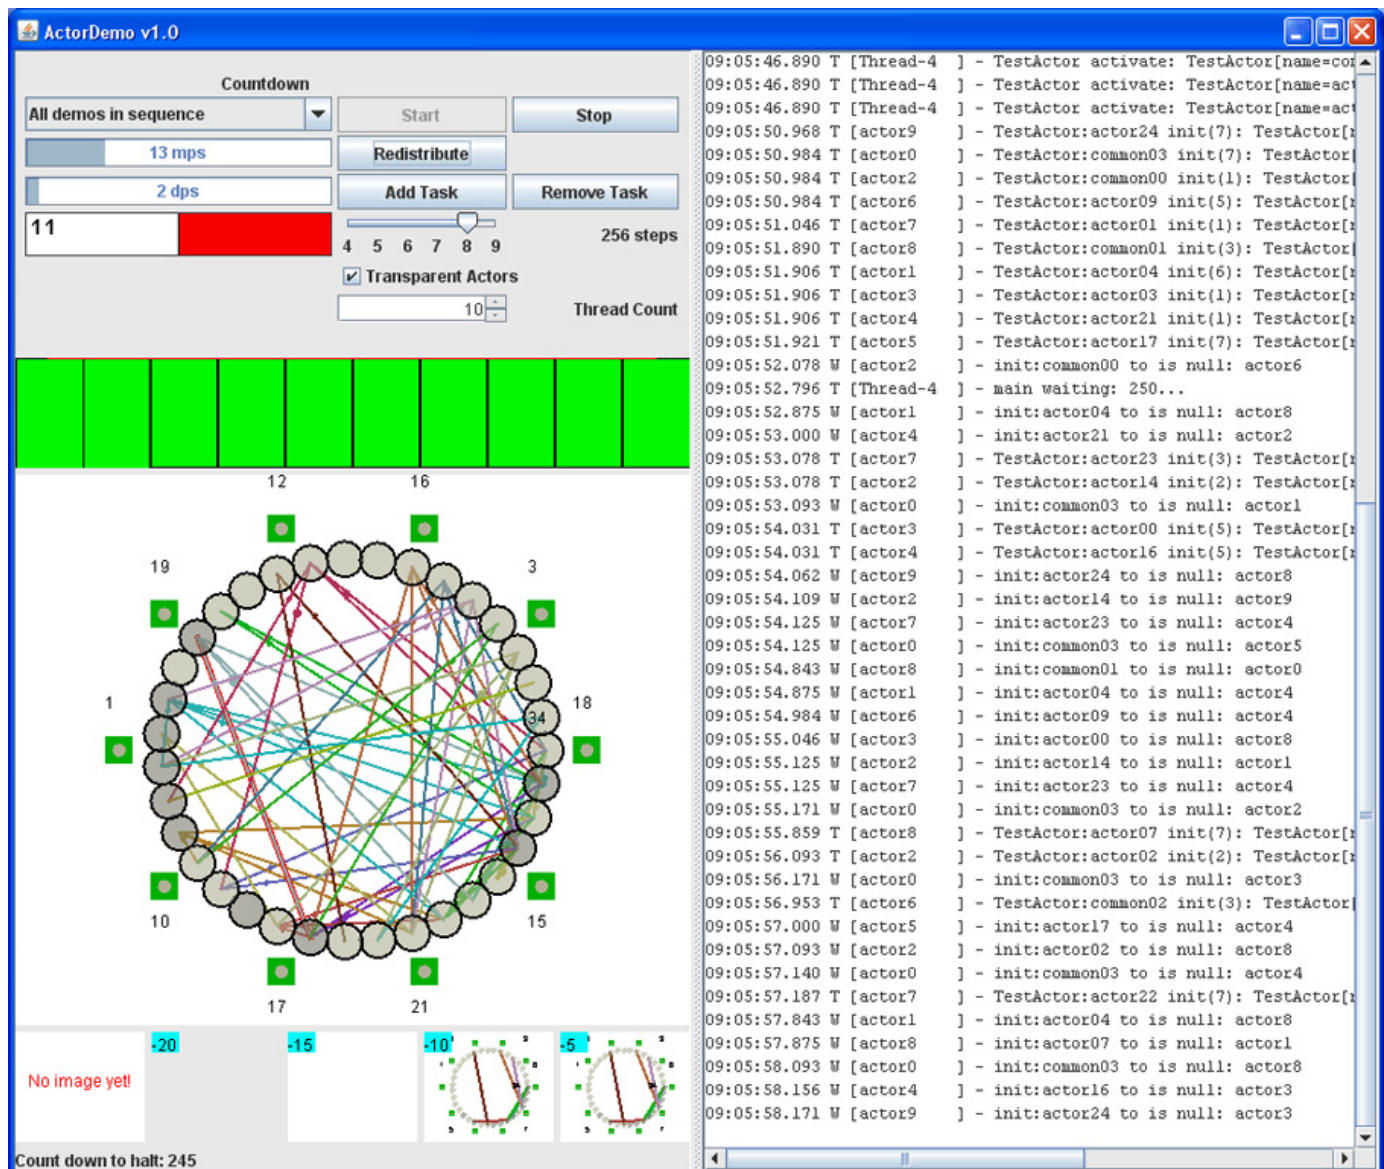 ActorDemo v1.0
Countdown
All demos in sequence
Start
Stop
13 mps
Redistribute
2 dps
Add Task
Remove Task
11
4 5 6 7 8 9
256 steps
Transparent Actors
10
Thread Count
12
16
19
3
1
34
18
10
15
17
21
No image yet!
-20
-15
-10
-5
Count down to halt: 245
09:05:46.890 T [Thread-4 ] - TestActor activate: TestActor[name=con
09:05:46.890 T [Thread-4 ] - TestActor activate: TestActor[name=act
09:05:46.890 T [Thread-4 ] - TestActor activate: TestActor[name=act
09:05:50.968 T [actor9 ] - TestActor:actor24 init(7): TestActor[n
09:05:50.984 T [actor0 ] - TestActor:common03 init(7): TestActor[
09:05:50.984 T [actor2 ] - TestActor:common00 init(1): TestActor[
09:05:50.984 T [actor6 ] - TestActor:actor09 init(5): TestActor[n
09:05:51.046 T [actor7 ] - TestActor:actor01 init(1): TestActor[n
09:05:51.890 T [actor8 ] - TestActor:common01 init(3): TestActor[
09:05:51.906 T [actor1 ] - TestActor:actor04 init(6): TestActor[n
09:05:51.906 T [actor3 ] - TestActor:actor03 init(1): TestActor[n
09:05:51.906 T [actor4 ] - TestActor:actor21 init(1): TestActor[n
09:05:51.921 T [actor5 ] - TestActor:actor17 init(7): TestActor[n
09:05:52.078 W [actor2 ] - init:common00 to is null: actor6
09:05:52.796 T [Thread-4 ] - main waiting: 250...
09:05:52.875 W [actor1 ] - init:actor04 to is null: actor8
09:05:53.000 W [actor4 ] - init:actor21 to is null: actor2
09:05:53.078 T [actor7 ] - TestActor:actor23 init(3): TestActor[n
09:05:53.078 T [actor2 ] - TestActor:actor14 init(2): TestActor[n
09:05:53.093 W [actor0 ] - init:common03 to is null: actor1
09:05:54.031 T [actor3 ] - TestActor:actor00 init(5): TestActor[n
09:05:54.031 T [actor4 ] - TestActor:actor16 init(5): TestActor[n
09:05:54.062 W [actor9 ] - init:actor24 to is null: actor8
09:05:54.109 W [actor2 ] - init:actor14 to is null: actor9
09:05:54.125 W [actor7 ] - init:actor23 to is null: actor4
09:05:54.125 W [actor0 ] - init:common03 to is null: actor5
09:05:54.843 W [actor8 ] - init:common01 to is null: actor0
09:05:54.875 W [actor1 ] - init:actor04 to is null: actor4
09:05:54.984 W [actor6 ] - init:actor09 to is null: actor4
09:05:55.046 W [actor3 ] - init:actor00 to is null: actor8
09:05:55.125 W [actor2 ] - init:actor14 to is null: actor1
09:05:55.125 W [actor7 ] - init:actor23 to is null: actor4
09:05:55.171 W [actor0 ] - init:common03 to is null: actor2
09:05:55.859 T [actor8 ] - TestActor:actor07 init(7): TestActor[n
09:05:56.093 T [actor2 ] - TestActor:actor02 init(2): TestActor[n
09:05:56.171 W [actor0 ] - init:common03 to is null: actor3
09:05:56.953 T [actor6 ] - TestActor:common02 init(3): TestActor[
09:05:57.000 W [actor5 ] - init:actor17 to is null: actor4
09:05:57.093 W [actor2 ] - init:actor02 to is null: actor8
09:05:57.140 W [actor0 ] - init:common03 to is null: actor4
09:05:57.187 T [actor7 ] - TestActor:actor22 init(7): TestActor[n
09:05:57.843 W [actor1 ] - init:actor04 to is null: actor8
09:05:57.875 W [actor8 ] - init:actor07 to is null: actor1
09:05:58.093 W [actor0 ] - init:common03 to is null: actor8
09:05:58.156 W [actor4 ] - init:actor16 to is null: actor3
09:05:58.171 W [actor9 ] - init:actor24 to is null: actor3